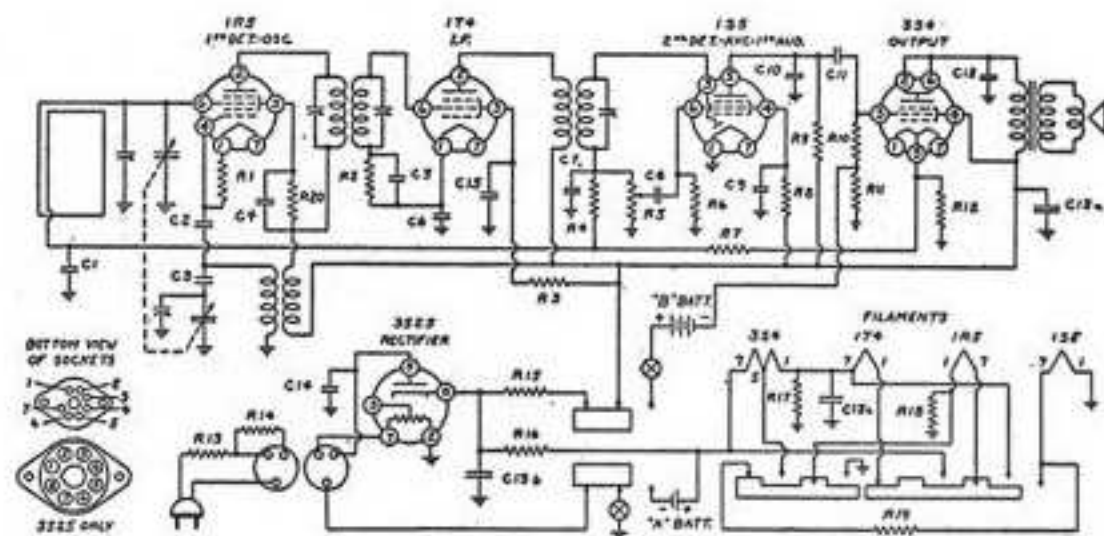 1R5
1ST DET-OSC.
1T4
I.F.
1S5
2ND DET.-AVC-1ST AUD.
3S4
OUTPUT
C1
C2
C3
R1
C4
R20
R2
C5
C6
C15
R3
C7
R4
R5
C8
R6
C9
R7
R8
C10
R9
C11
R10
R11
R12
C12
C13a
"B" BATT.
+ -
BOTTOM VIEW
OF SOCKETS
35Z5 ONLY
35Z5
RECTIFIER
C14
R13
R14
R15
R16
C13b
"A" BATT.
- +
FILAMENTS
3S4
1T4
1R5
R17
R18
R19